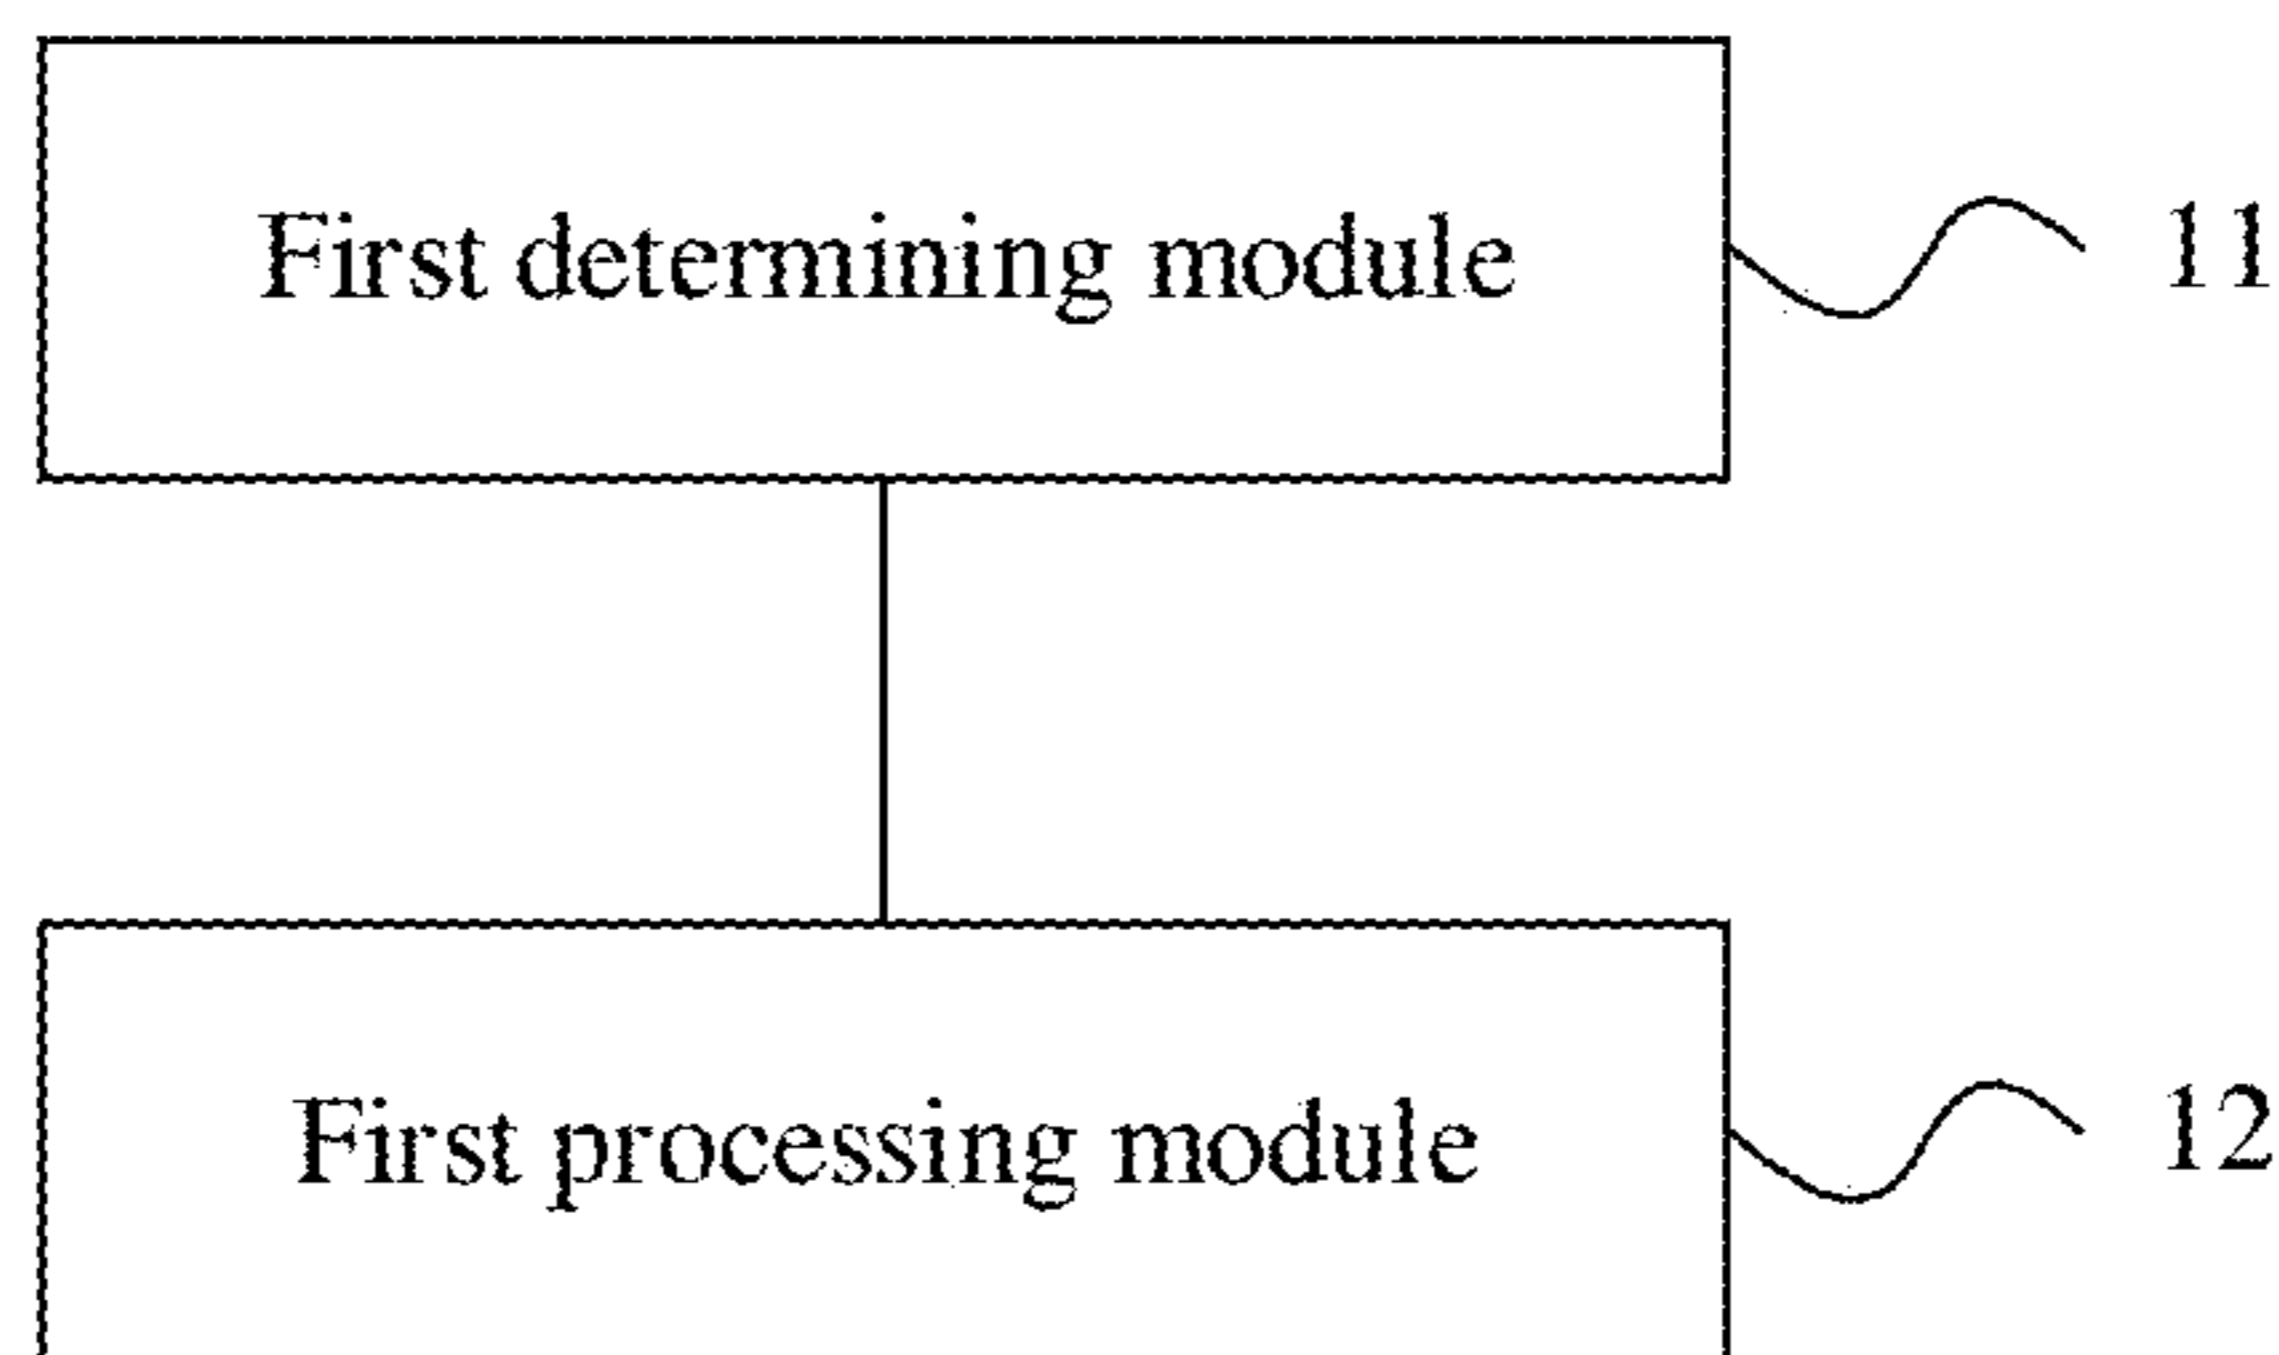 First determining module 11
First processing module 12